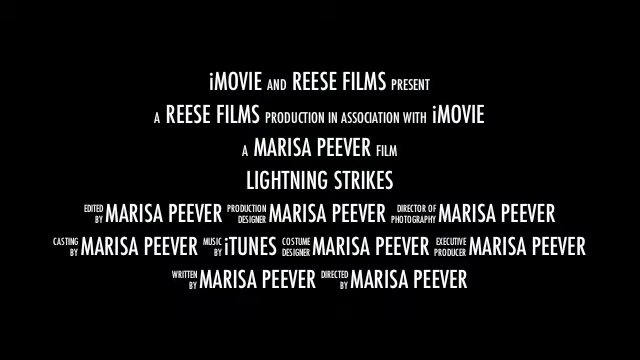 iMOVIE AND REESE FILMS PRESENT
A REESE FILMS PRODUCTION IN ASSOCIATION WITH iMOVIE
A MARISA PEEVER FILM
LIGHTNING STRIKES
EDITED BY MARISA PEEVER PRODUCTION DESIGNER MARISA PEEVER DIRECTOR OF PHOTOGRAPHY MARISA PEEVER
CASTING BY MARISA PEEVER MUSIC BY iTUNES COSTUME DESIGNER MARISA PEEVER EXECUTIVE PRODUCER MARISA PEEVER
WRITTEN BY MARISA PEEVER DIRECTED BY MARISA PEEVER